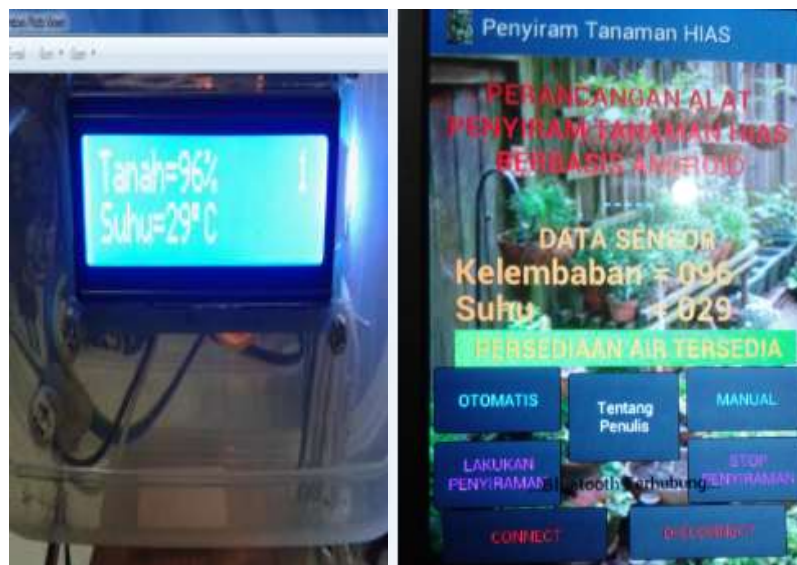 Tanah=96% 1
Suhu=29°C
Penyiram Tanaman HIAS
PERANCANGAN ALAT
PENYIRAM TANAMAN HIAS
BERBASIS ANDROID
DATA SENSOR
Kelembaban = 096
Suhu = 029
PERSEDIAAN AIR TERSEDIA
OTOMATIS
Tentang
Penulis
MANUAL
LAKUKAN
PENYIRAMAN
STOP
PENYIRAMAN
Bluetooth Terhubung
CONNECT
DISCONNECT